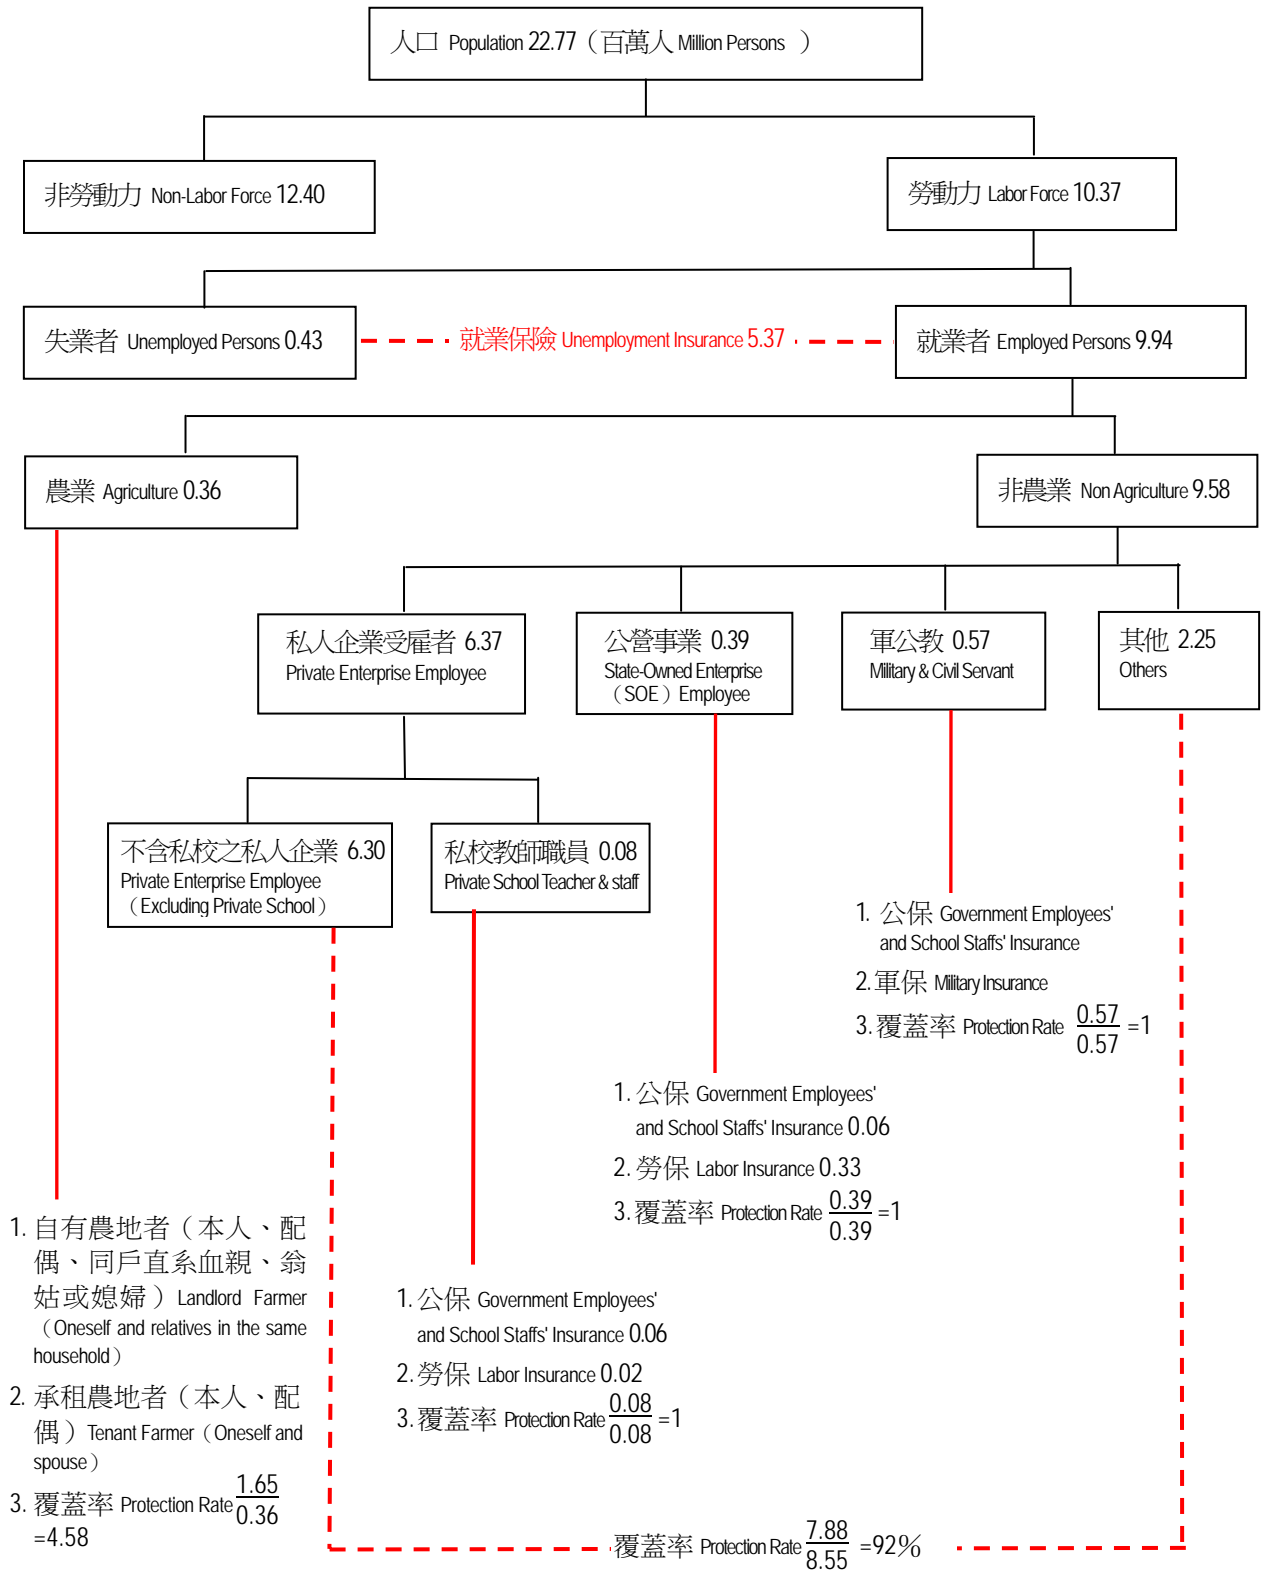 人口 Population 22.77（百萬人 Million Persons ）
非勞動力 Non-Labor Force 12.40
勞動力 Labor Force 10.37
失業者 Unemployed Persons 0.43
就業保險 Unemployment Insurance 5.37
就業者 Employed Persons 9.94
農業 Agriculture 0.36
非農業 Non Agriculture 9.58
私人企業受雇者 6.37
Private Enterprise Employee
公營事業 0.39
State-Owned Enterprise
（SOE）Employee
軍公教 0.57
Military & Civil Servant
其他 2.25
Others
不含私校之私人企業 6.30
Private Enterprise Employee
（Excluding Private School）
私校教師職員 0.08
Private School Teacher & staff
1. 公保 Government Employees'
and School Staffs' Insurance
2. 軍保 Military Insurance
3. 覆蓋率 Protection Rate 0.57/0.57 =1
1. 公保 Government Employees'
and School Staffs' Insurance 0.06
2. 勞保 Labor Insurance 0.33
3. 覆蓋率 Protection Rate 0.39/0.39 =1
1. 公保 Government Employees'
and School Staffs' Insurance 0.06
2. 勞保 Labor Insurance 0.02
3. 覆蓋率 Protection Rate 0.08/0.08 =1
1. 自有農地者（本人、配
偶、同戶直系血親、翁
姑或媳婦）Landlord Farmer
（Oneself and relatives in the same
household）
2. 承租農地者（本人、配
偶）Tenant Farmer（Oneself and
spouse）
3. 覆蓋率 Protection Rate 1.65/0.36
=4.58
覆蓋率 Protection Rate 7.88/8.55 =92%